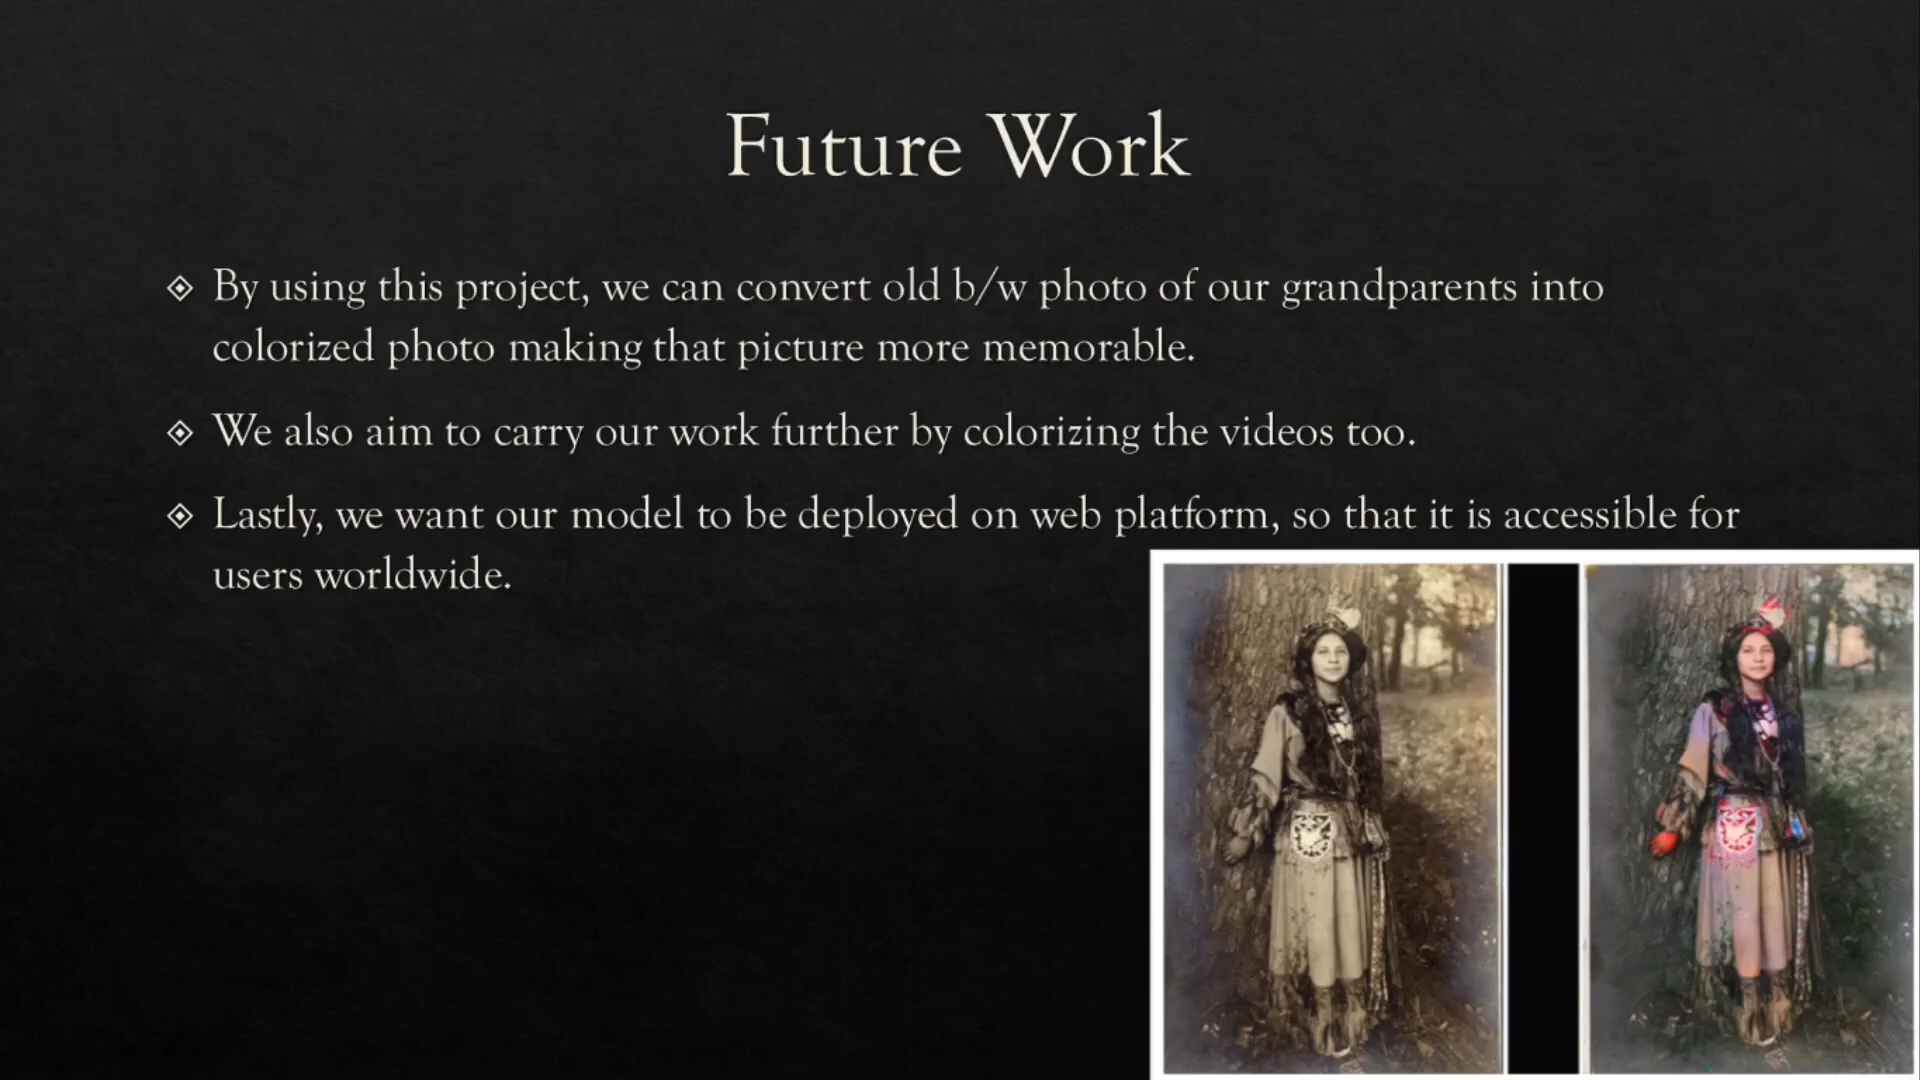 Future Work
By using this project, we can convert old b/w photo of our grandparents into
colorized photo making that picture more memorable.
We also aim to carry our work further by colorizing the videos too.
Lastly, we want our model to be deployed on web platform, so that it is accessible for
users worldwide.